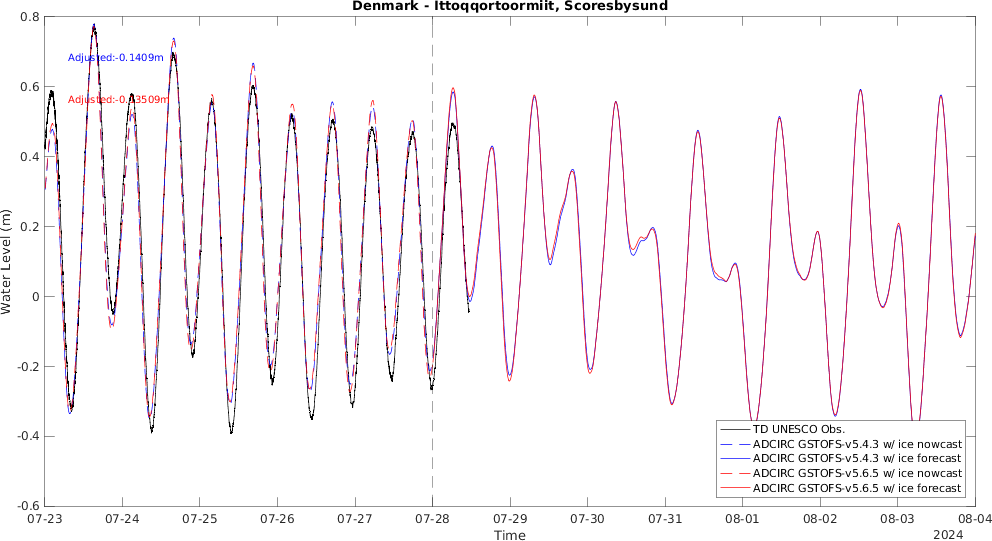 Denmark - Ittoqqortoormiit, Scoresbysund
Adjusted:-0.1409m
Water Level (m)
0.8
0.6
0.4
0.2
0
-0.2
-0.4
-0.6
TD UNESCO Obs.
ADCIRC GSTOFS-v5.4.3 w/ ice nowcast
ADCIRC GSTOFS-v5.4.3 w/ ice forecast
ADCIRC GSTOFS-v5.6.5 w/ ice nowcast
ADCIRC GSTOFS-v5.6.5 w/ ice forecast
07-23 07-24 07-25 07-26 07-27 07-28 07-29 07-30 07-31 08-01 08-02 08-03 08-04
Time
2024